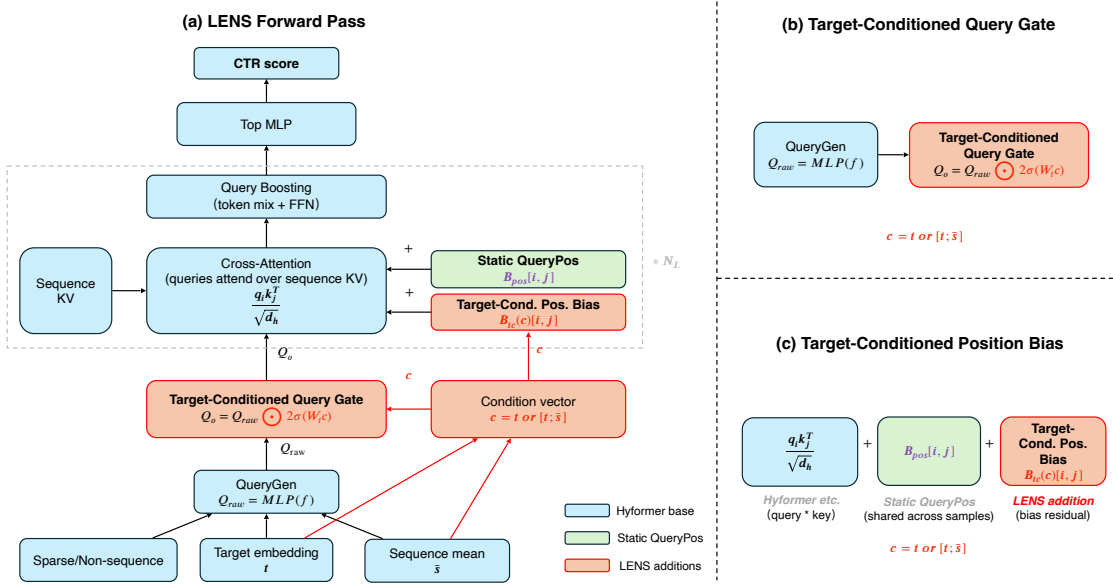 (a) LENS Forward Pass
CTR score
Top MLP
Query Boosting
(token mix + FFN)
Sequence
KV
Cross-Attention
(queries attend over sequence KV)
q_i k_j^T
√d_h
+
Static QueryPos
B_pos[i, j]
+
Target-Cond. Pos. Bias
B_tc(c)[i, j]
* N_L
Q_o
c
c
Target-Conditioned Query Gate
Q_o = Q_raw ⊙ 2σ(W_t c)
Condition vector
c = t or [t; s̄]
Q_raw
QueryGen
Q_raw = MLP(f)
Sparse/Non-sequence
Target embedding
t
Sequence mean
s̄
Hyformer base
Static QueryPos
LENS additions
(b) Target-Conditioned Query Gate
QueryGen
Q_raw = MLP(f)
Target-Conditioned
Query Gate
Q_o = Q_raw ⊙ 2σ(W_t c)
c = t or [t; s̄]
(c) Target-Conditioned Position Bias
q_i k_j^T
√d_h
+
B_pos[i, j]
+
Target-
Cond. Pos.
Bias
B_tc(c)[i, j]
Hyformer etc.
(query * key)
Static QueryPos
(shared across samples)
LENS addition
(bias residual)
c = t or [t; s̄]